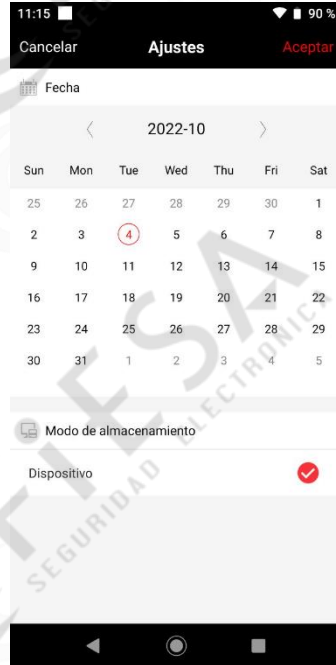 11:15 90 %
Cancelar Ajustes Aceptar
Fecha
2022-10
Sun Mon Tue Wed Thu Fri Sat
25 26 27 28 29 30 1
2 3 4 5 6 7 8
9 10 11 12 13 14 15
16 17 18 19 20 21 22
23 24 25 26 27 28 29
30 31 1 2 3 4 5
Modo de almacenamiento
Dispositivo
SEGURIDAD ELECTRONICA